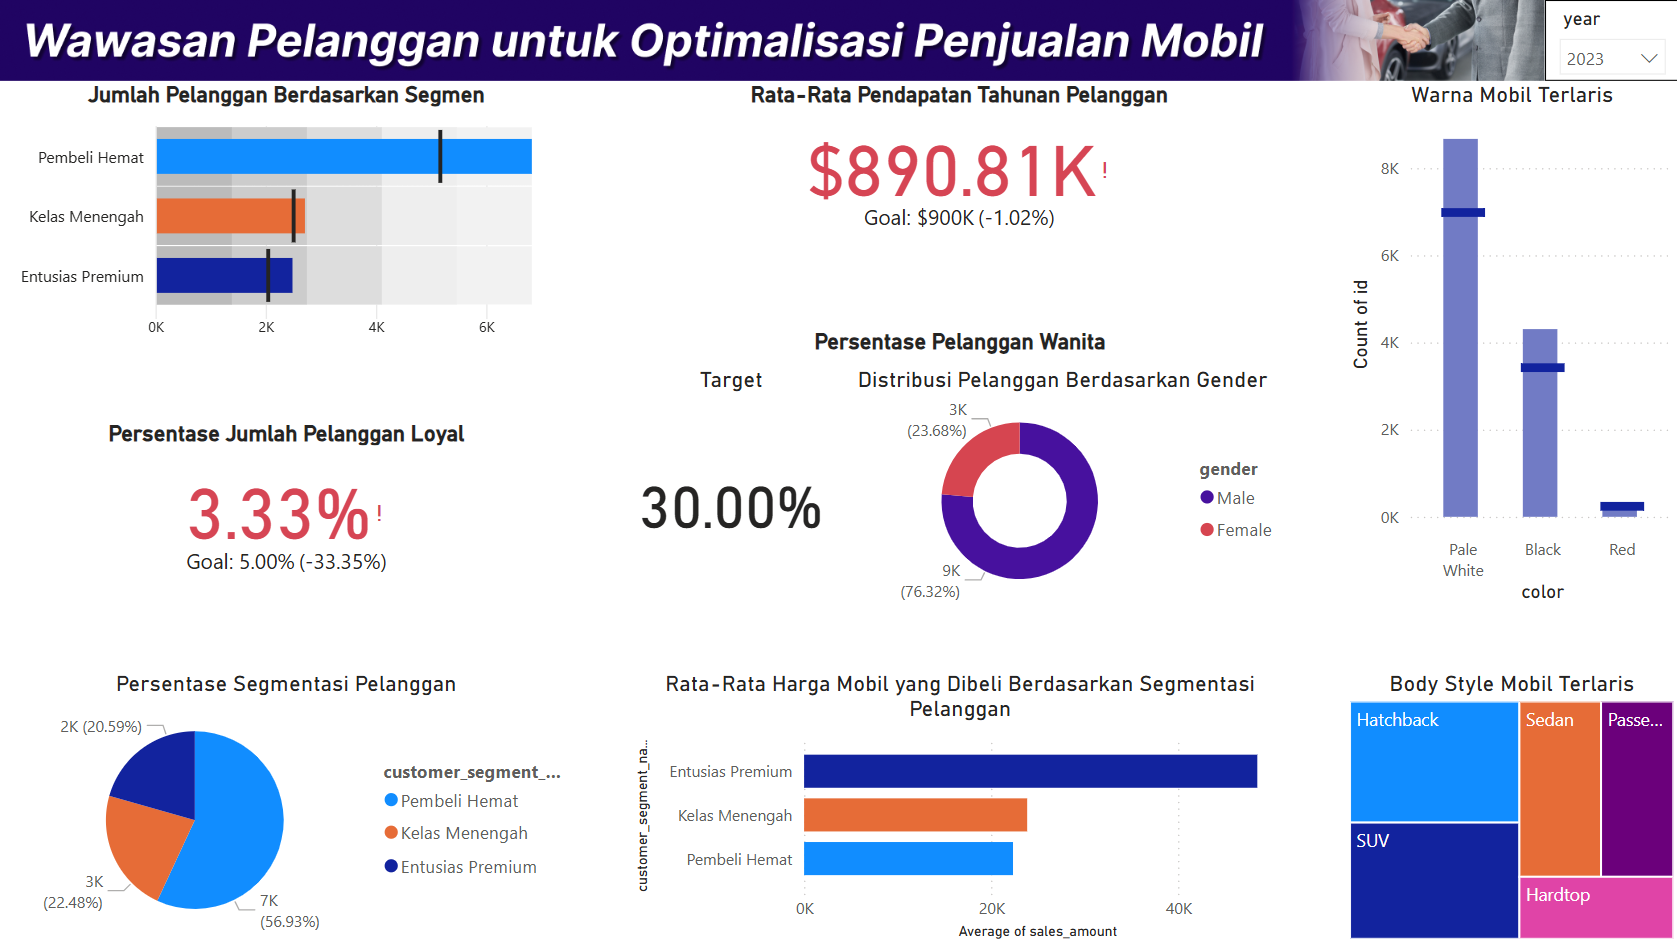 Wawasan Pelanggan untuk Optimalisasi Penjualan Mobil
year
2023
Jumlah Pelanggan Berdasarkan Segmen
Pembeli Hemat
Kelas Menengah
Entusias Premium
0K 2K 4K 6K
Rata-Rata Pendapatan Tahunan Pelanggan
$890.81K!
Goal: $900K (-1.02%)
Warna Mobil Terlaris
8K
6K
4K
2K
0K
Count of id
Pale
White
Black
Red
color
Persentase Jumlah Pelanggan Loyal
3.33%!
Goal: 5.00% (-33.35%)
Persentase Pelanggan Wanita
Target
30.00%
Distribusi Pelanggan Berdasarkan Gender
3K
(23.68%)
9K
(76.32%)
gender
Male
Female
Persentase Segmentasi Pelanggan
2K (20.59%)
3K
(22.48%)
7K
(56.93%)
customer_segment_...
Pembeli Hemat
Kelas Menengah
Entusias Premium
Rata-Rata Harga Mobil yang Dibeli Berdasarkan Segmentasi
Pelanggan
customer_segment_na...
Entusias Premium
Kelas Menengah
Pembeli Hemat
0K 20K 40K
Average of sales_amount
Body Style Mobil Terlaris
Hatchback
Sedan
Passe...
SUV
Hardtop